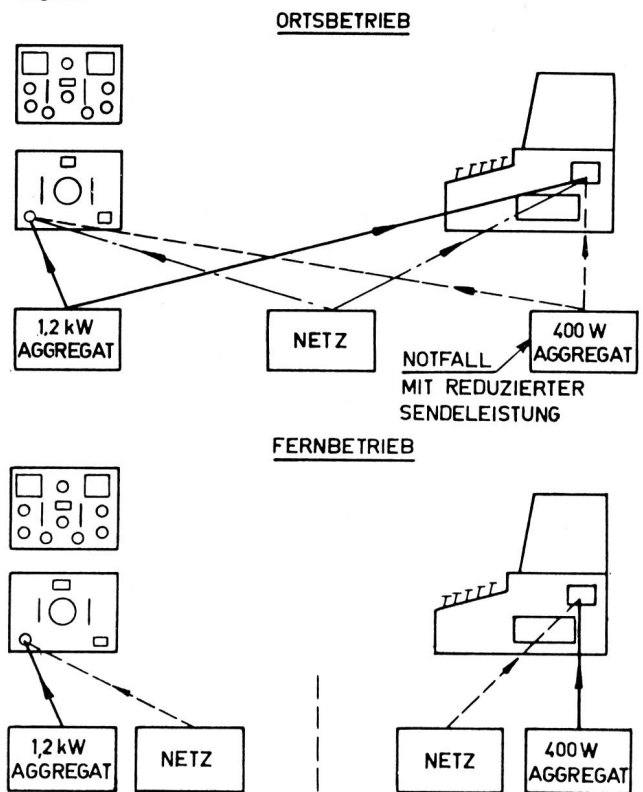 ORTSBETRIEB
1,2 kW
AGGREGAT
NETZ
400 W
AGGREGAT
NOTFALL
MIT REDUZIERTER
SENDELEISTUNG
FERNBETRIEB
1,2 kW
AGGREGAT
NETZ
NETZ
400 W
AGGREGAT